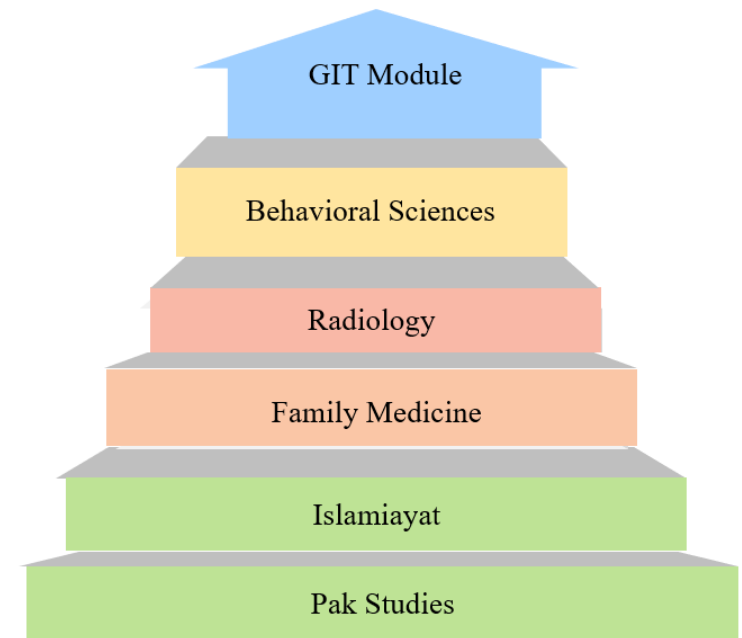 GIT Module
Behavioral Sciences
Radiology
Family Medicine
Islamiayat
Pak Studies